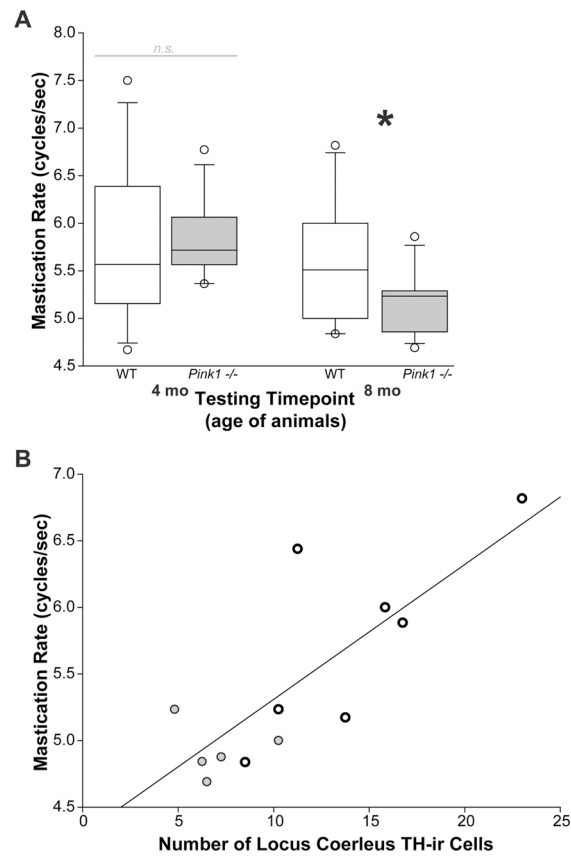 A
8.0
n.s.
7.5
7.0
*
6.5
6.0
5.5
5.0
4.5
Mastication Rate (cycles/sec)
WT Pink1 -/- WT Pink1 -/-
4 mo 8 mo
Testing Timepoint
(age of animals)
B
7.0
6.5
6.0
5.5
5.0
4.5
Mastication Rate (cycles/sec)
0 5 10 15 20 25
Number of Locus Coerleus TH-ir Cells